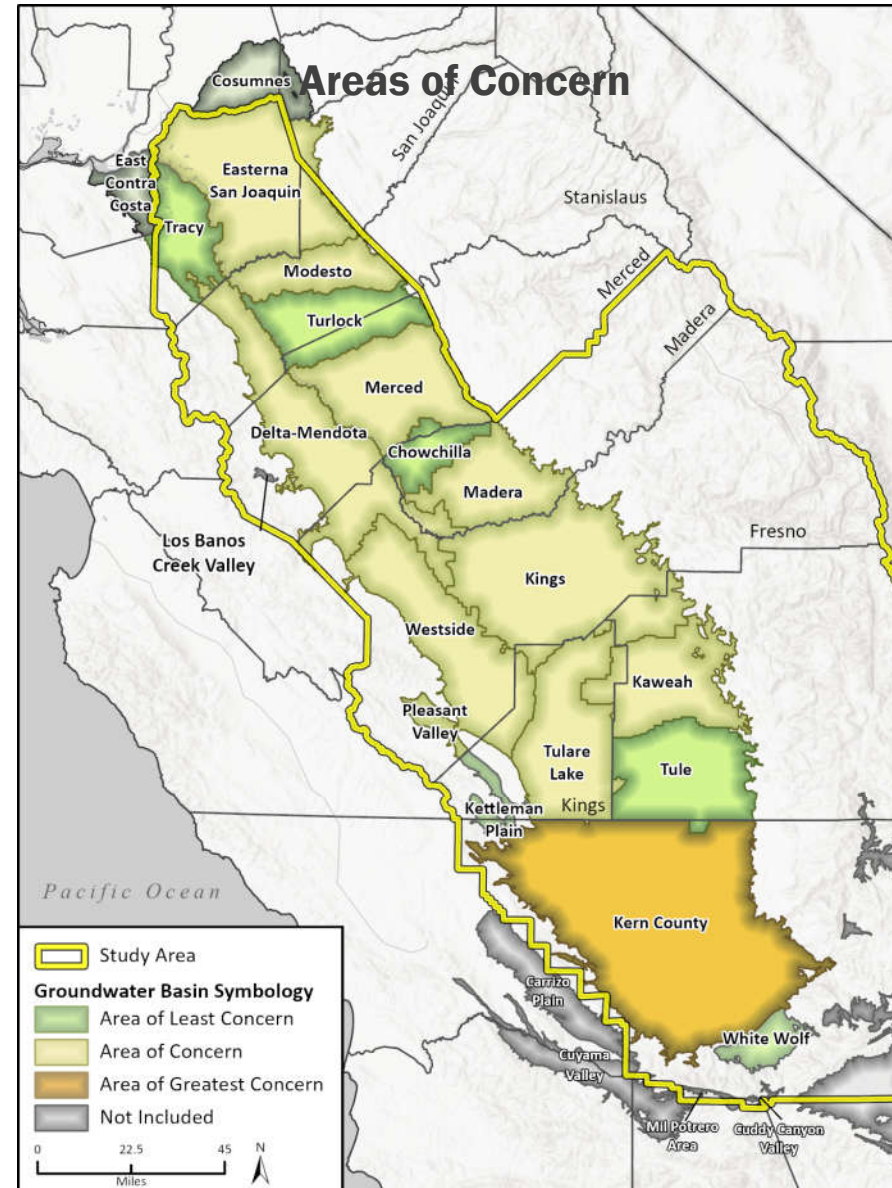 Areas of Concern
Cosumnes
San Joaquin
East
Contra
Costa
Easterna
San Joaquin
Stanislaus
Tracy
Modesto
Merced
Turlock
Madera
Merced
Delta-Mendota
Chowchilla
Madera
Los Banos
Creek Valley
Fresno
Kings
Westside
Kaweah
Pleasant
Valley
Tulare
Lake
Tule
Kettleman
Plain
Kings
Pacific Ocean
Kern County
Carrizo
Plain
White Wolf
Cuyama
Valley
Mil Potrero
Area
Cuddy Canyon
Valley
Study Area
Groundwater Basin Symbology
Area of Least Concern
Area of Concern
Area of Greatest Concern
Not Included
0 22.5 45
Miles
N